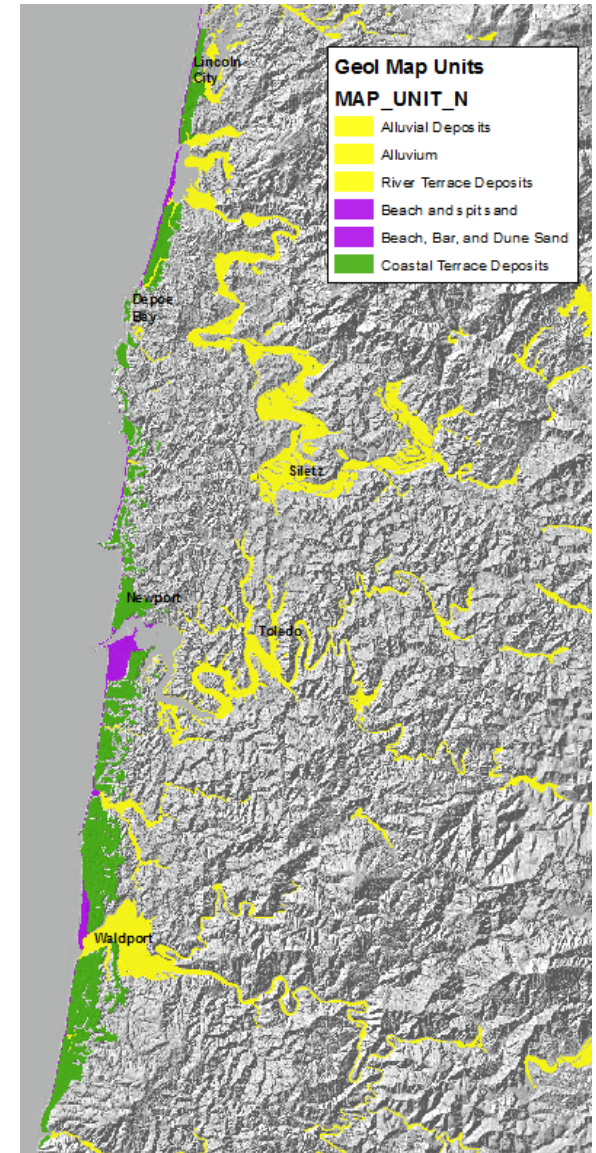 Lincoln
City
Geol Map Units
MAP_UNIT_N
Alluvial Deposits
Alluvium
River Terrace Deposits
Beach and spit sand
Beach, Bar, and Dune Sand
Coastal Terrace Deposits
Depoe
Bay
Siletz
Newport
Toledo
Waldport